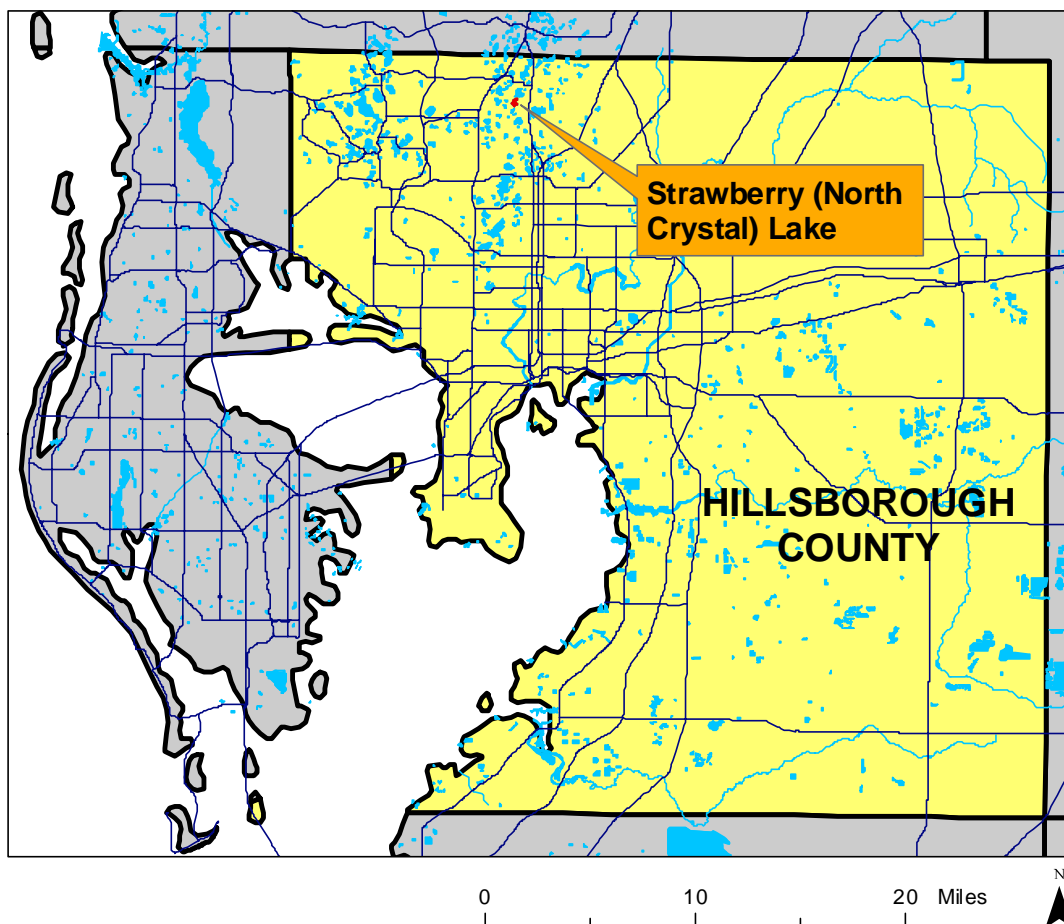 Strawberry (North
Crystal) Lake
HILLSBOROUGH
COUNTY
N
0 10 20 Miles